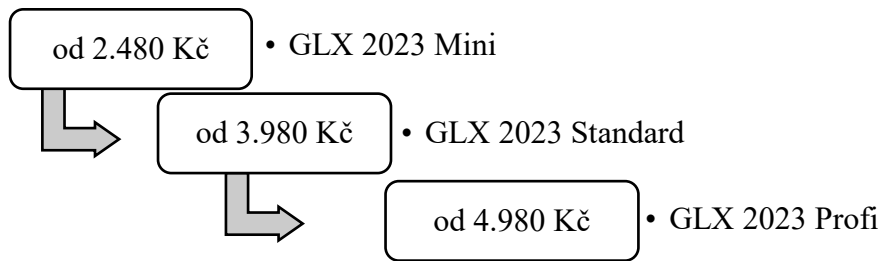 od 2.480 Kč • GLX 2023 Mini
od 3.980 Kč • GLX 2023 Standard
od 4.980 Kč • GLX 2023 Profi